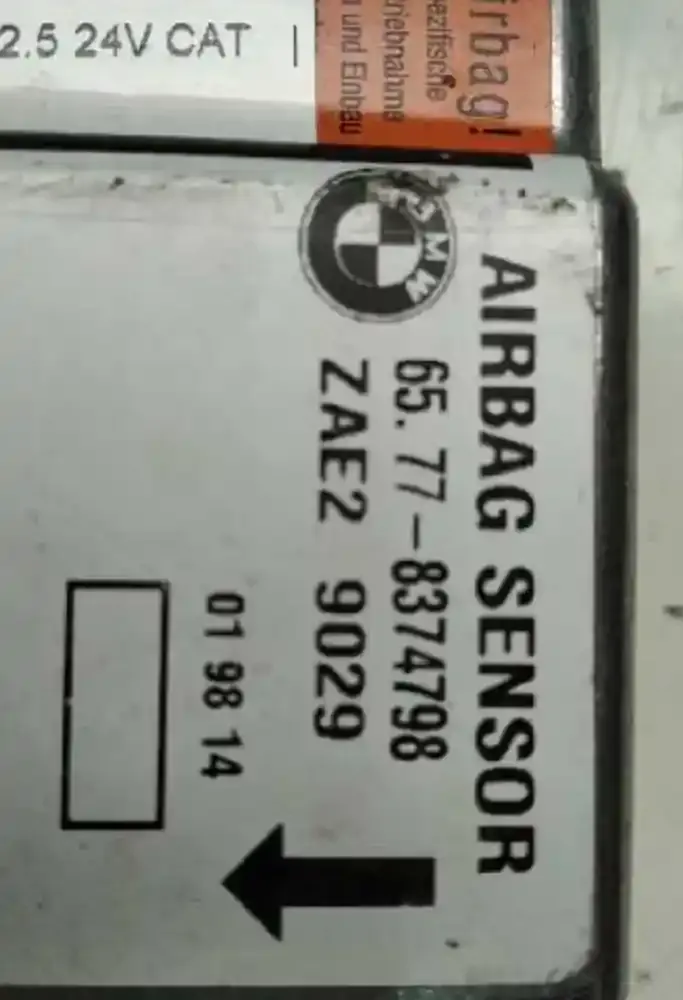 2.5 24V CAT |
irbag!
ezifische
riebnahme
und Einbau
BMW
AIRBAG SENSOR
65.77-8374798
ZAE2 9029
01 98 14